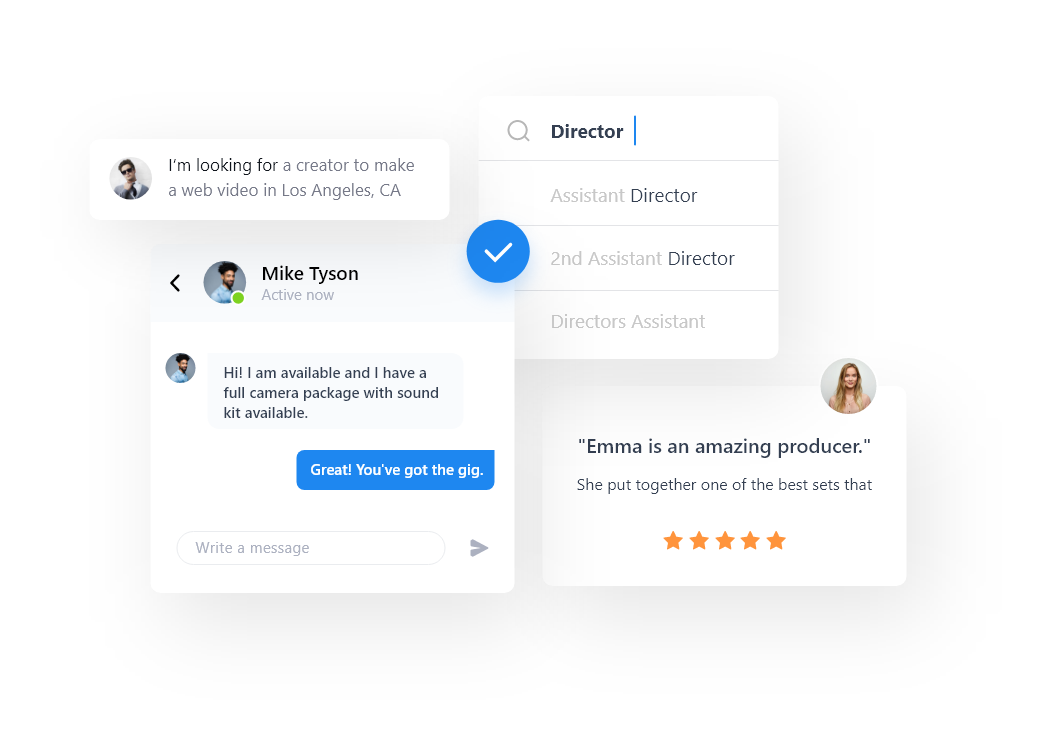 Director
I‘m looking for a creator to make
a web video in Los Angeles, CA
Assistant Director
2nd Assistant Director
Directors Assistant
Mike Tyson
Active now
Hi! I am available and I have a
full camera package with sound
kit available.
Great! You've got the gig.
Write a message
"Emma is an amazing producer."
She put together one of the best sets that